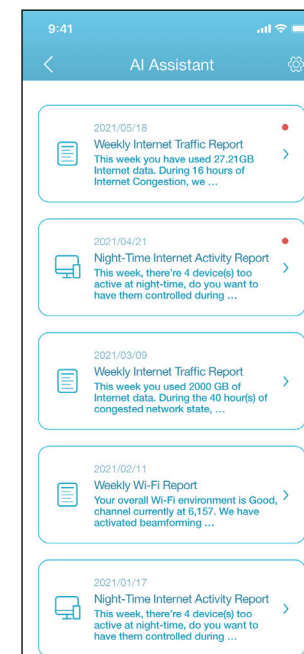 9:41
AI Assistant
2021/05/18
Weekly Internet Traffic Report
This week you have used 27.21GB
Internet data. During 16 hours of
Internet Congestion, we ...
2021/04/21
Night-Time Internet Activity Report
This week, there're 4 device(s) too
active at night-time, do you want to
have them controlled during ...
2021/03/09
Weekly Internet Traffic Report
This week you used 2000 GB of
Internet data. During the 40 hour(s) of
congested network state, ...
2021/02/11
Weekly Wi-Fi Report
Your overall Wi-Fi environment is Good,
channel currently at 6,157. We have
activated beamforming ...
2021/01/17
Night-Time Internet Activity Report
This week, there're 4 device(s) too
active at night-time, do you want to
have them controlled during ...